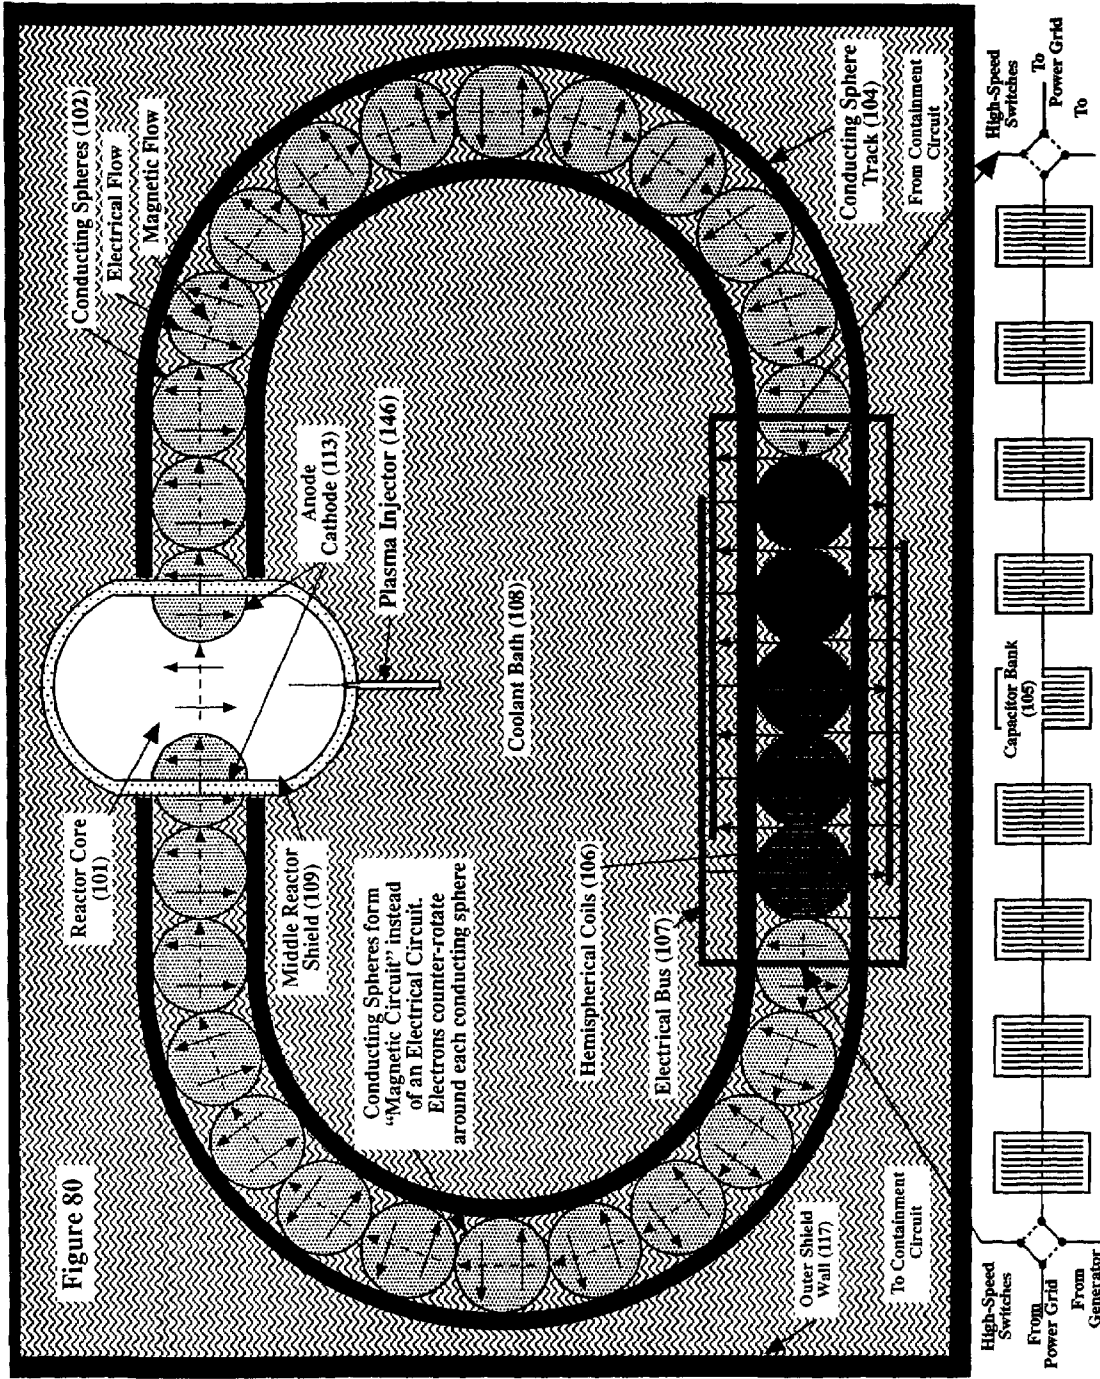 Figure 80
Reactor Core
(101)
Conducting Spheres (102)
Electrical Flow
Magnetic Flow
Middle Reactor
Shield (109)
Anode
Cathode (113)
Plasma Injector (146)
Conducting Spheres form
“Magnetic Circuit” instead
of an Electrical Circuit.
Electrons counter-rotate
around each conducting sphere
Coolant Bath (108)
Hemispherical Coils (106)
Electrical Bus (107)
Conducting Sphere
Track (104)
From Containment
Circuit
Outer Shield
Wall (117)
To Containment
Circuit
High-Speed
Switches
From
Power Grid
From
Generator
Capacitor Bank
(105)
High-Speed
Switches
To
Power Grid
To